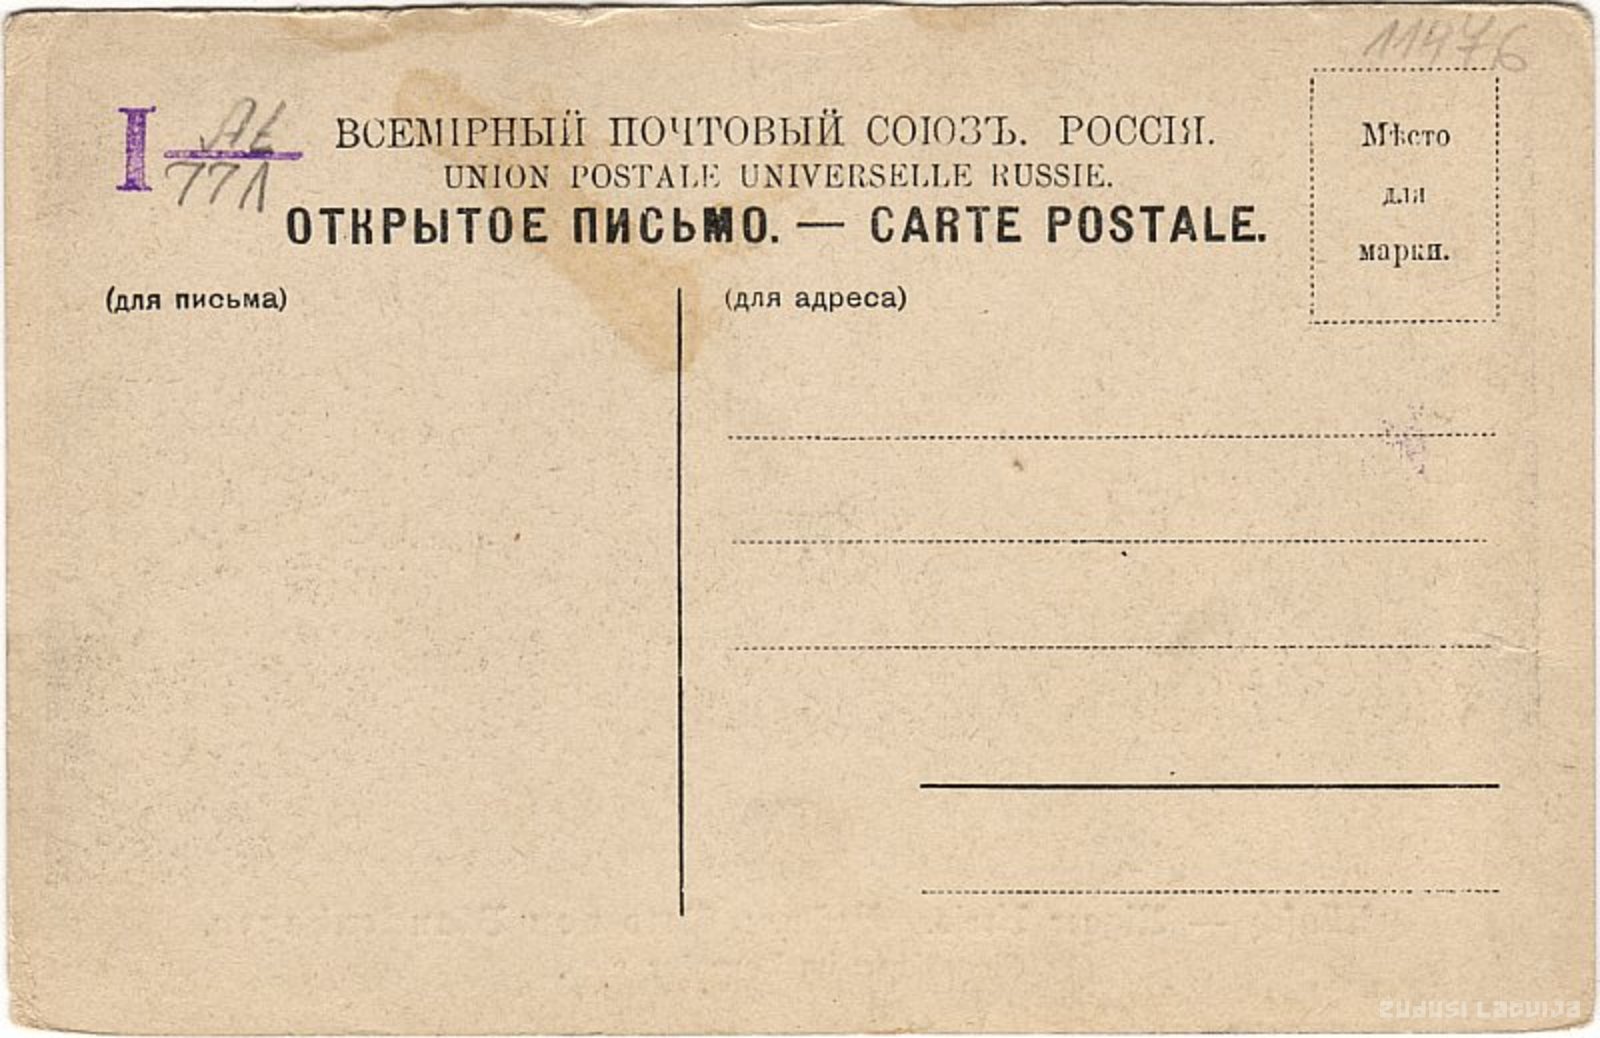 11476
I AŁ
771
ВСЕМІРНЫЙ ПОЧТОВЫЙ СОЮЗЪ. РОССІЯ.
UNION POSTALE UNIVERSELLE RUSSIE.
ОТКРЫТОЕ ПИСЬМО. — CARTE POSTALE.
Мѣсто
для
марки.
(для письма)
(для адреса)
zudusi Latvija